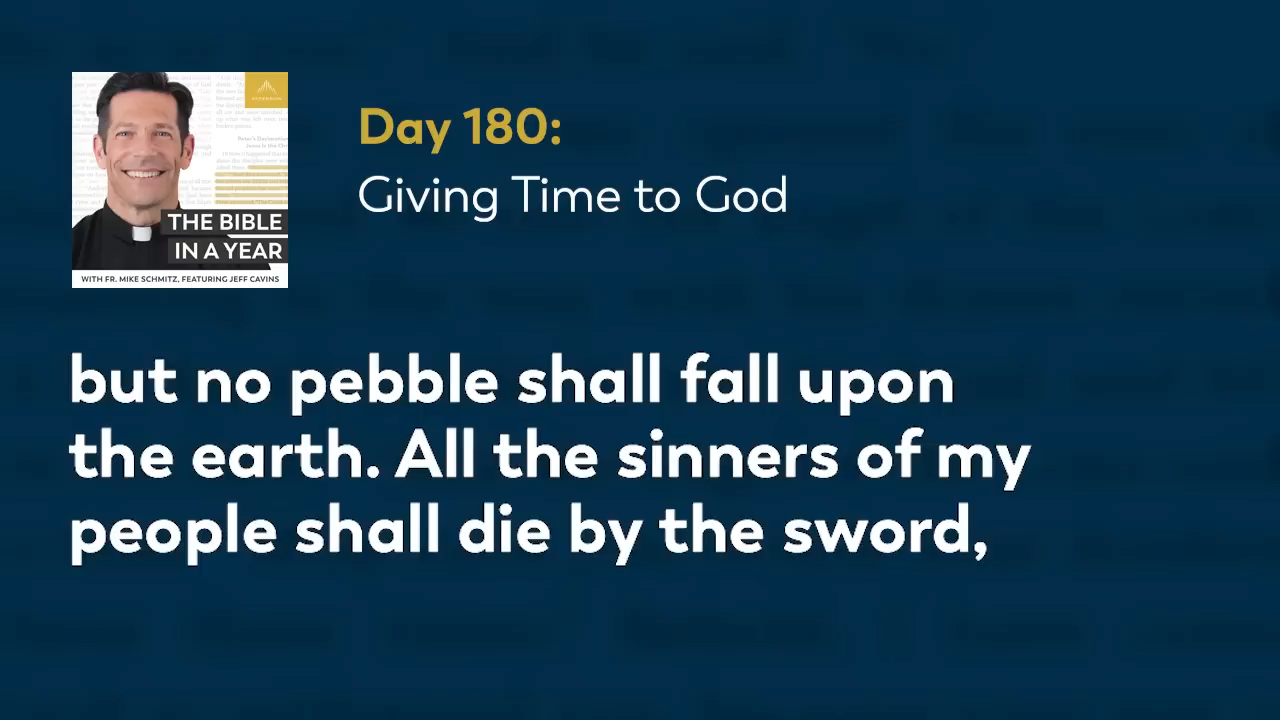 Day 180:
Giving Time to God
THE BIBLE
IN A YEAR
WITH FR. MIKE SCHMITZ, FEATURING JEFF CAVINS
but no pebble shall fall upon
the earth. All the sinners of my
people shall die by the sword,